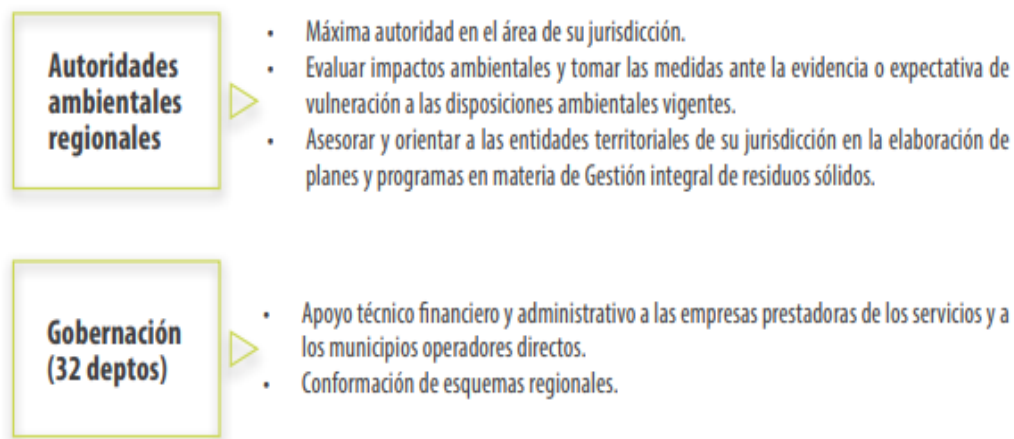 Autoridades
ambientales
regionales
• Máxima autoridad en el área de su jurisdicción.
• Evaluar impactos ambientales y tomar las medidas ante la evidencia o expectativa de
vulneración a las disposiciones ambientales vigentes.
• Asesorar y orientar a las entidades territoriales de su jurisdicción en la elaboración de
planes y programas en materia de Gestión integral de residuos sólidos.
Gobernación
(32 deptos)
• Apoyo técnico financiero y administrativo a las empresas prestadoras de los servicios y a
los municipios operadores directos.
• Conformación de esquemas regionales.